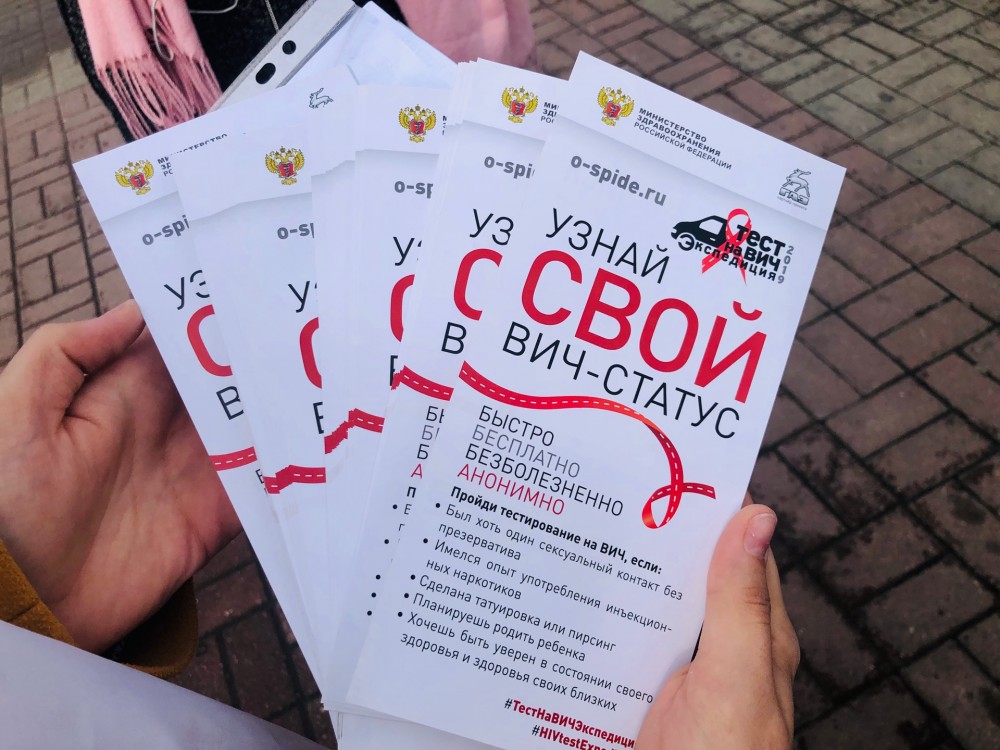 МИНИСТЕРСТВО
ЗДРАВООХРАНЕНИЯ
РОССИЙСКОЙ ФЕДЕРАЦИИ
o-spide.ru
ТЕСТ
НА ВИЧ
Экспедиция
2019
УЗНАЙ
СВОЙ
ВИЧ-СТАТУС
БЫСТРО
БЕСПЛАТНО
БЕЗБОЛЕЗНЕННО
АНОНИМНО
Пройди тестирование на ВИЧ, если:
• Был хоть один сексуальный контакт без
презерватива
• Имелся опыт употребления инъекцион-
ных наркотиков
• Сделана татуировка или пирсинг
• Планируешь родить ребенка
• Хочешь быть уверен в состоянии своего
здоровья и здоровья своих близких
#ТестНаВИЧЭкспедици
#HIVtestExpe